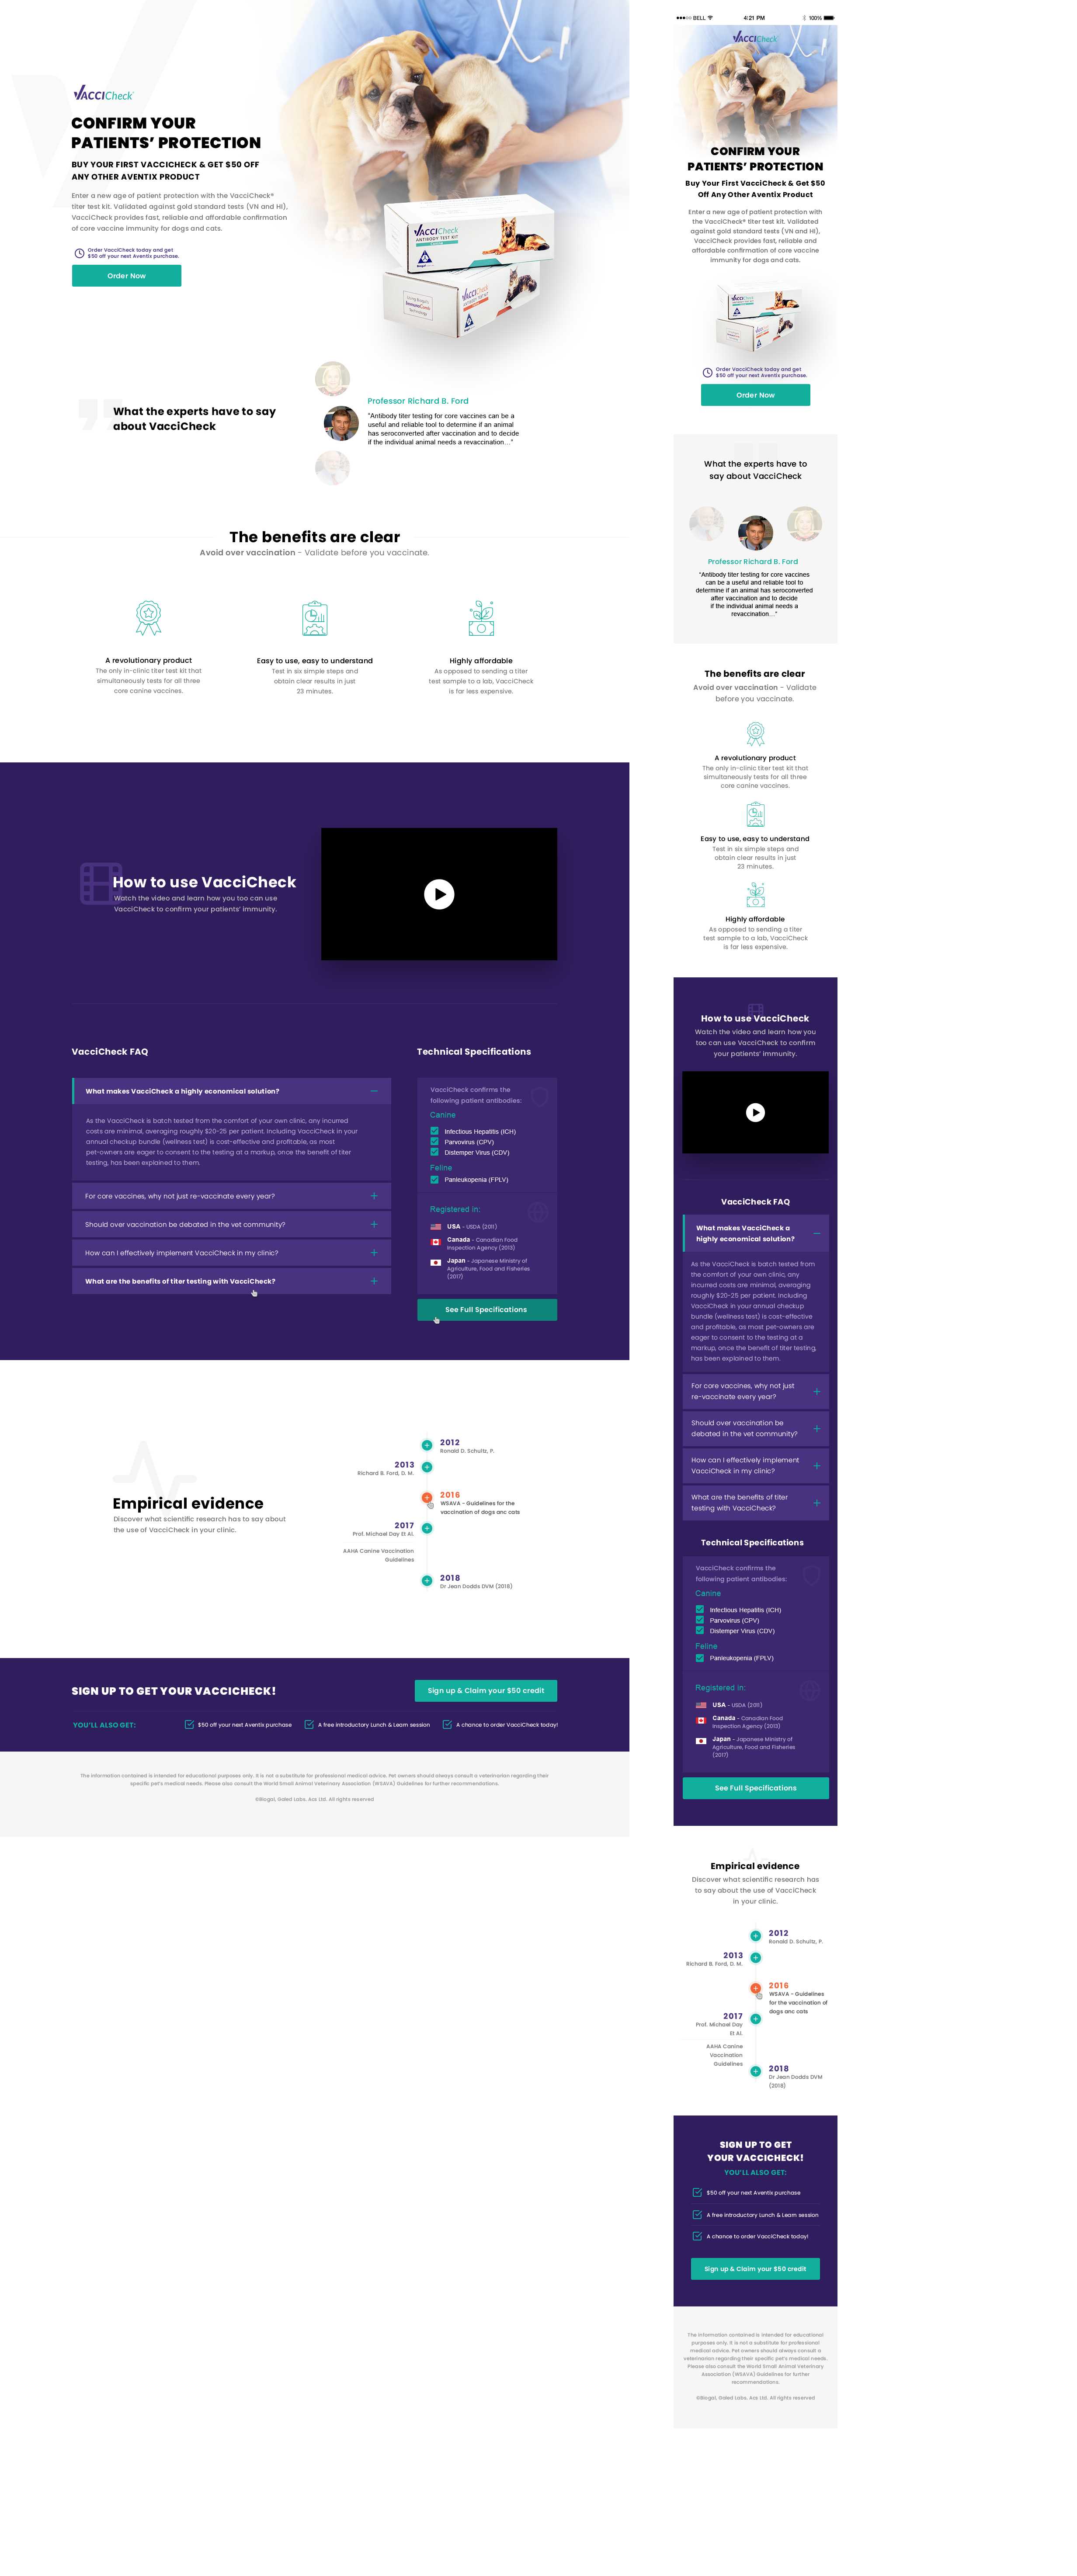 VACCICheck
CONFIRM YOUR
PATIENTS’ PROTECTION
BUY YOUR FIRST VACCICHECK & GET $50 OFF
ANY OTHER AVENTIX PRODUCT
Enter a new age of patient protection with the VacciCheck®
titer test kit. Validated against gold standard tests (VN and HI),
VacciCheck provides fast, reliable and affordable confirmation
of core vaccine immunity for dogs and cats.
Order VacciCheck today and get
$50 off your next Aventix purchase.
Order Now
VACCICheck
ANTIBODY TEST KIT
Biogal
ImmunoComb
What the experts have to say
about VacciCheck
Professor Richard B. Ford
"Antibody titer testing for core vaccines can be a
useful and reliable tool to determine if an animal
has seroconverted after vaccination and to decide
if the individual animal needs a revaccination…"
The benefits are clear
Avoid over vaccination - Validate before you vaccinate.
A revolutionary product
The only in-clinic titer test kit that
simultaneously tests for all three
core canine vaccines.
Easy to use, easy to understand
Test in six simple steps and
obtain clear results in just
23 minutes.
Highly affordable
As opposed to sending a titer
test sample to a lab, VacciCheck
is far less expensive.
How to use VacciCheck
Watch the video and learn how you too can use
VacciCheck to confirm your patients’ immunity.
VacciCheck FAQ
What makes VacciCheck a highly economical solution?
As the VacciCheck is batch tested from the comfort of your own clinic, any incurred
costs are minimal, averaging roughly $20-25 per patient. Including VacciCheck in your
annual checkup bundle (wellness test) is cost-effective and profitable, as most
pet-owners are eager to consent to the testing at a markup, once the benefit of titer
testing, has been explained to them.
For core vaccines, why not just re-vaccinate every year?
Should over vaccination be debated in the vet community?
How can I effectively implement VacciCheck in my clinic?
What are the benefits of titer testing with VacciCheck?
Technical Specifications
VacciCheck confirms the
following patient antibodies:
Canine
Infectious Hepatitis (ICH)
Parvovirus (CPV)
Distemper Virus (CDV)
Feline
Panleukopenia (FPLV)
Registered in:
USA - USDA (2011)
Canada - Canadian Food
Inspection Agency (2013)
Japan - Japanese Ministry of
Agriculture, Food and Fisheries
(2017)
See Full Specifications
Empirical evidence
Discover what scientific research has to say about
the use of VacciCheck in your clinic.
2012
Ronald D. Schultz, P.
2013
Richard B. Ford, D. M.
2016
WSAVA - Guidelines for the
vaccination of dogs anc cats
2017
Prof. Michael Day Et Al.
AAHA Canine Vaccination
Guidelines
2018
Dr Jean Dodds DVM (2018)
SIGN UP TO GET YOUR VACCICHECK!
Sign up & Claim your $50 credit
YOU’LL ALSO GET:
$50 off your next Aventix purchase
A free introductory Lunch & Learn session
A chance to order VacciCheck today!
The information contained is intended for educational purposes only. It is not a substitute for professional medical advice. Pet owners should always consult a veterinarian regarding their
specific pet’s medical needs. Please also consult the World Small Animal Veterinary Association (WSAVA) Guidelines for further recommendations.
©Biogal, Galed Labs. Acs Ltd. All rights reserved
BELL
4:21 PM
100%
VACCICheck
CONFIRM YOUR
PATIENTS’ PROTECTION
Buy Your First VacciCheck & Get $50
Off Any Other Aventix Product
Enter a new age of patient protection with
the VacciCheck® titer test kit. Validated
against gold standard tests (VN and HI),
VacciCheck provides fast, reliable and
affordable confirmation of core vaccine
immunity for dogs and cats.
VACCICheck
Order VacciCheck today and get
$50 off your next Aventix purchase.
Order Now
What the experts have to
say about VacciCheck
Professor Richard B. Ford
"Antibody titer testing for core vaccines
can be a useful and reliable tool to
determine if an animal has seroconverted
after vaccination and to decide
if the individual animal needs a
revaccination…"
The benefits are clear
Avoid over vaccination - Validate
before you vaccinate.
A revolutionary product
The only in-clinic titer test kit that
simultaneously tests for all three
core canine vaccines.
Easy to use, easy to understand
Test in six simple steps and
obtain clear results in just
23 minutes.
Highly affordable
As opposed to sending a titer
test sample to a lab, VacciCheck
is far less expensive.
How to use VacciCheck
Watch the video and learn how you
too can use VacciCheck to confirm
your patients’ immunity.
VacciCheck FAQ
What makes VacciCheck a
highly economical solution?
As the VacciCheck is batch tested from
the comfort of your own clinic, any
incurred costs are minimal, averaging
roughly $20-25 per patient. Including
VacciCheck in your annual checkup
bundle (wellness test) is cost-effective
and profitable, as most pet-owners are
eager to consent to the testing at a
markup, once the benefit of titer testing,
has been explained to them.
For core vaccines, why not just
re-vaccinate every year?
Should over vaccination be
debated in the vet community?
How can I effectively implement
VacciCheck in my clinic?
What are the benefits of titer
testing with VacciCheck?
Technical Specifications
VacciCheck confirms the
following patient antibodies:
Canine
Infectious Hepatitis (ICH)
Parvovirus (CPV)
Distemper Virus (CDV)
Feline
Panleukopenia (FPLV)
Registered in:
USA - USDA (2011)
Canada - Canadian Food
Inspection Agency (2013)
Japan - Japanese Ministry of
Agriculture, Food and Fisheries
(2017)
See Full Specifications
Empirical evidence
Discover what scientific research has
to say about the use of VacciCheck
in your clinic.
2012
Ronald D. Schultz, P.
2013
Richard B. Ford, D. M.
2016
WSAVA - Guidelines
for the vaccination of
dogs anc cats
2017
Prof. Michael Day
Et Al.
AAHA Canine
Vaccination
Guidelines
2018
Dr Jean Dodds DVM
(2018)
SIGN UP TO GET
YOUR VACCICHECK!
YOU’LL ALSO GET:
$50 off your next Aventix purchase
A free introductory Lunch & Learn session
A chance to order VacciCheck today!
Sign up & Claim your $50 credit
The information contained is intended for educational
purposes only. It is not a substitute for professional
medical advice. Pet owners should always consult a
veterinarian regarding their specific pet’s medical needs.
Please also consult the World Small Animal Veterinary
Association (WSAVA) Guidelines for further
recommendations.
©Biogal, Galed Labs. Acs Ltd. All rights reserved